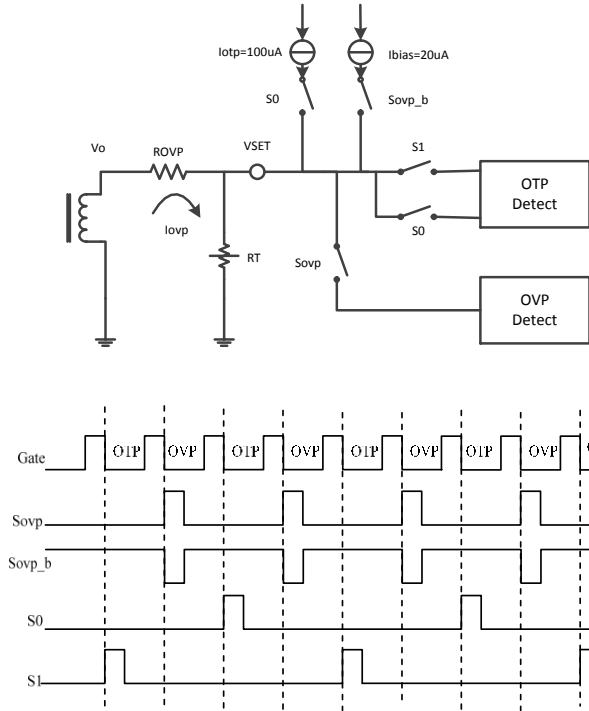 Iotp=100uA
Ibias=20uA
S0
Sovp_b
Vo
ROVP
VSET
S1
OTP
Detect
S0
Iovp
RT
Sovp
OVP
Detect
Gate
OTP OVP OTP OVP OTP OVP OTP OVP
Sovp
Sovp_b
S0
S1